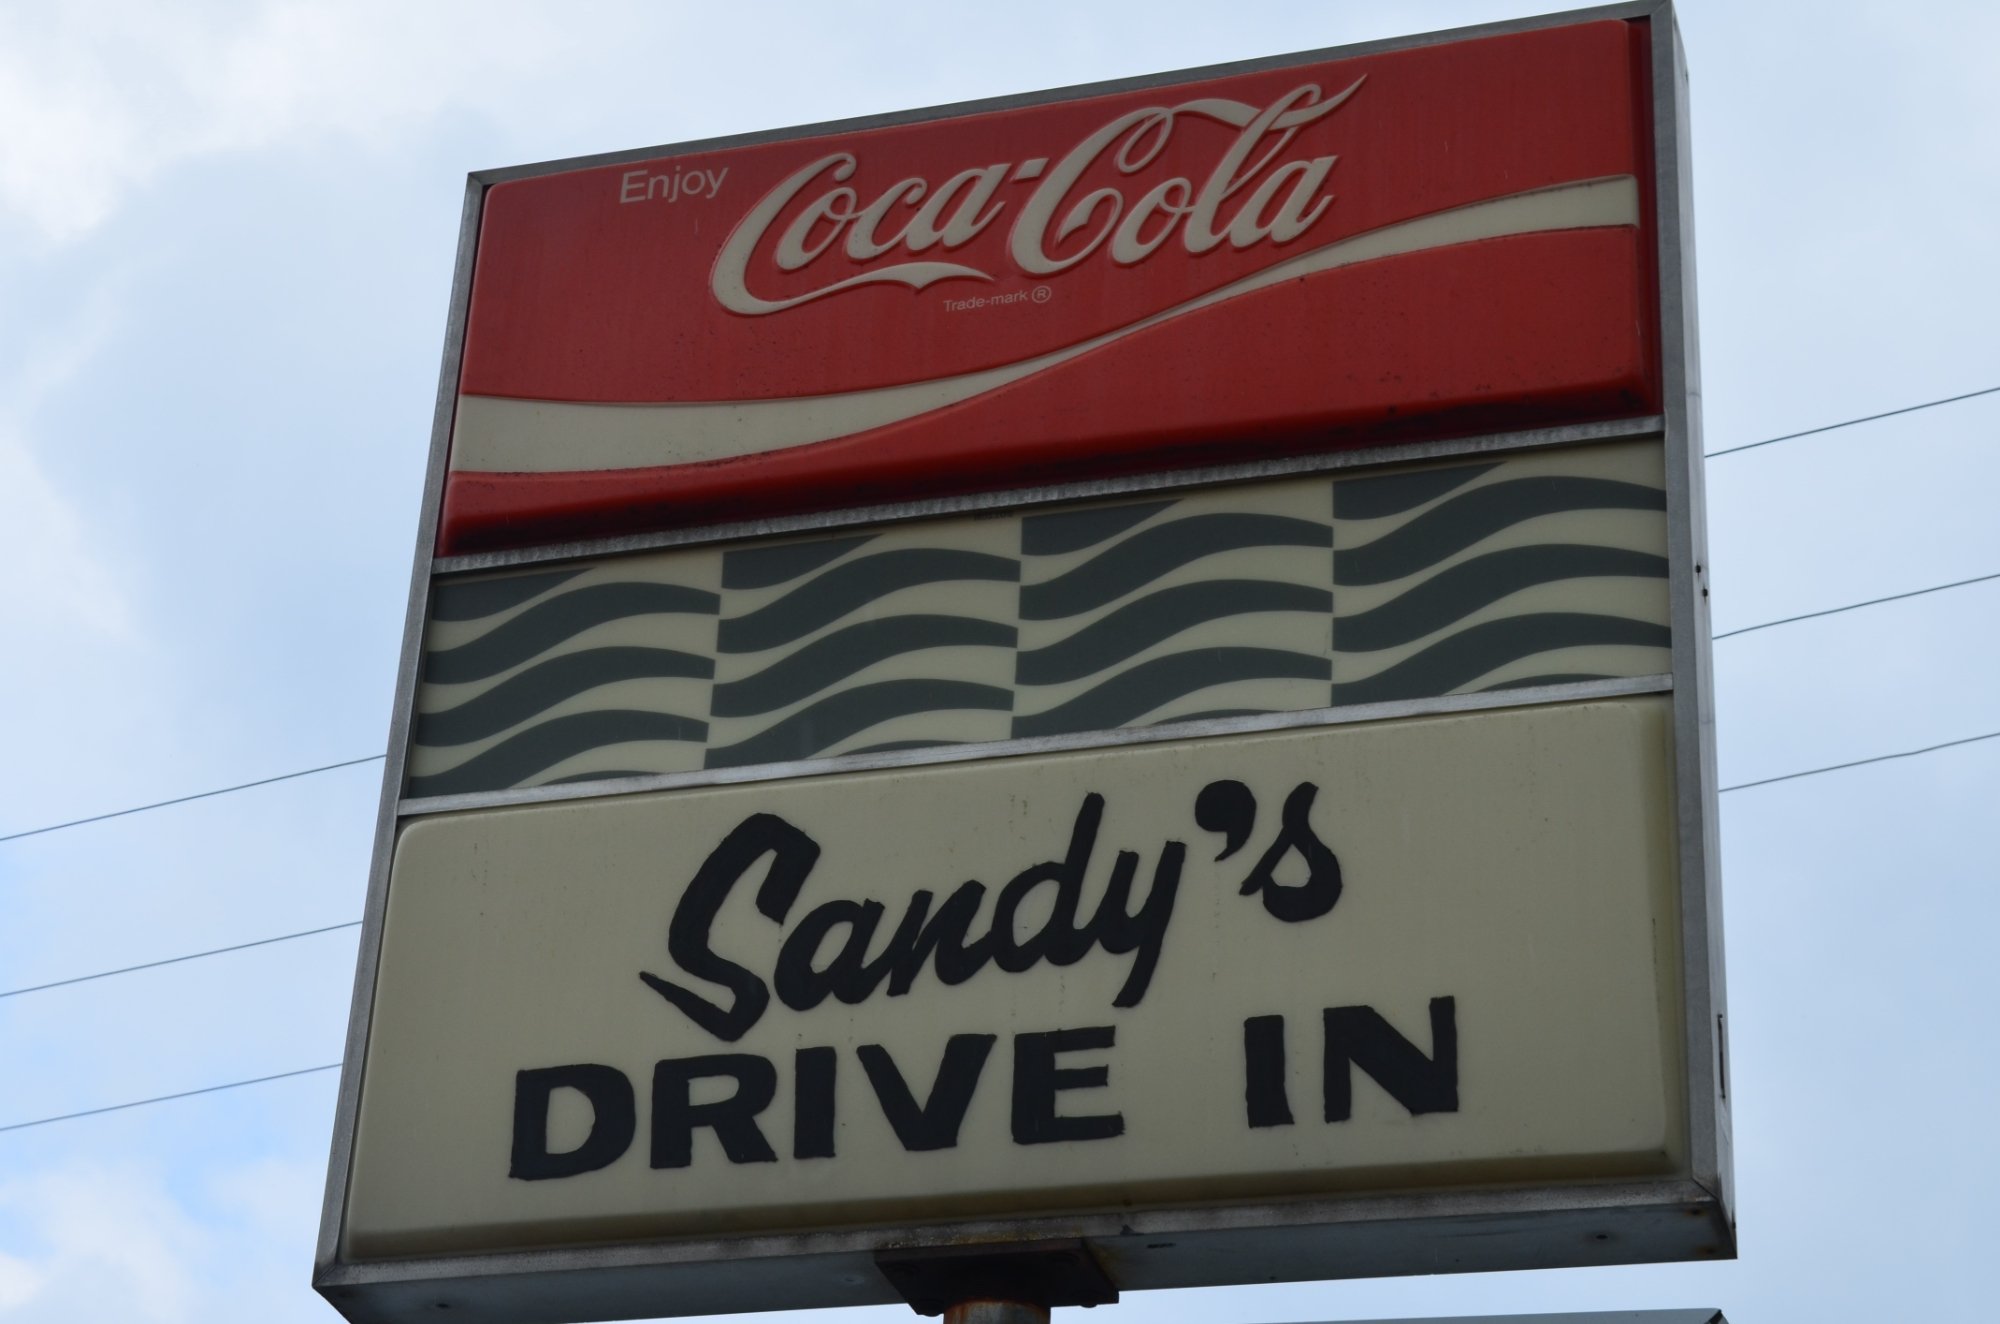 Enjoy Coca-Cola
Trade-mark ®
Sandy's
DRIVE IN